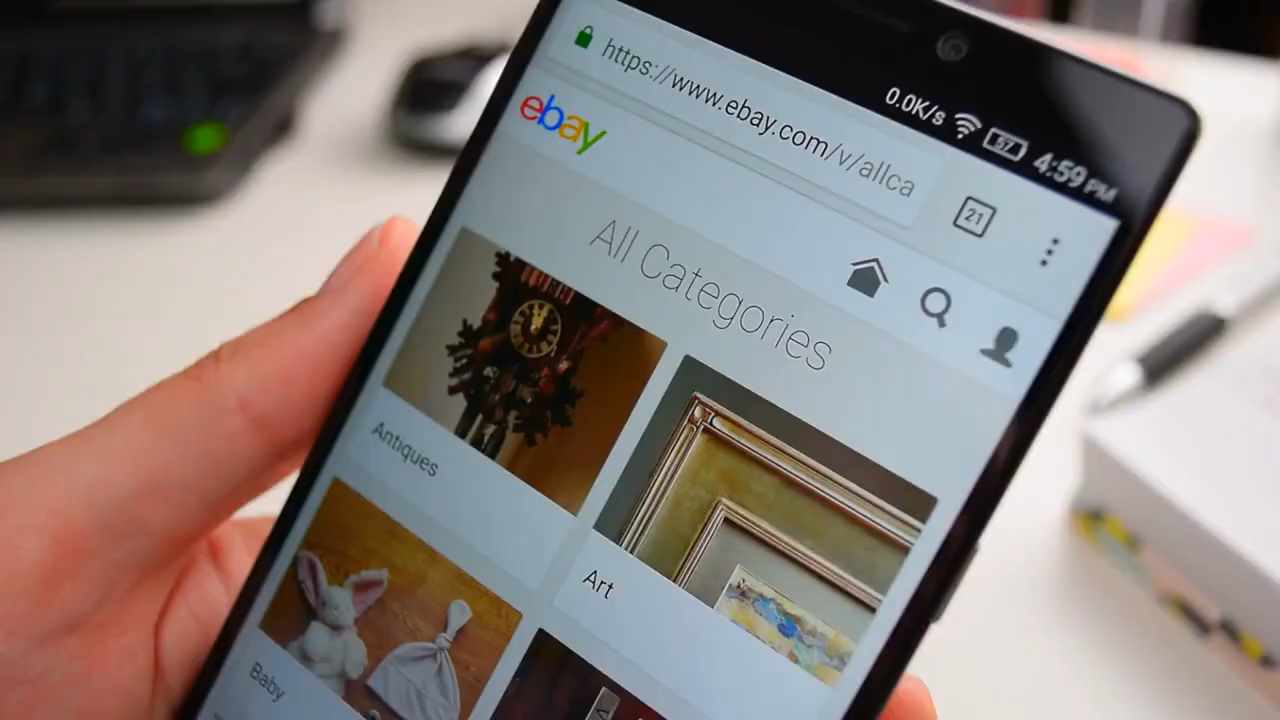 0.0K/s 57 4:59 PM
https://www.ebay.com/v/allca
21
ebay
All Categories
Antiques
Art
Baby